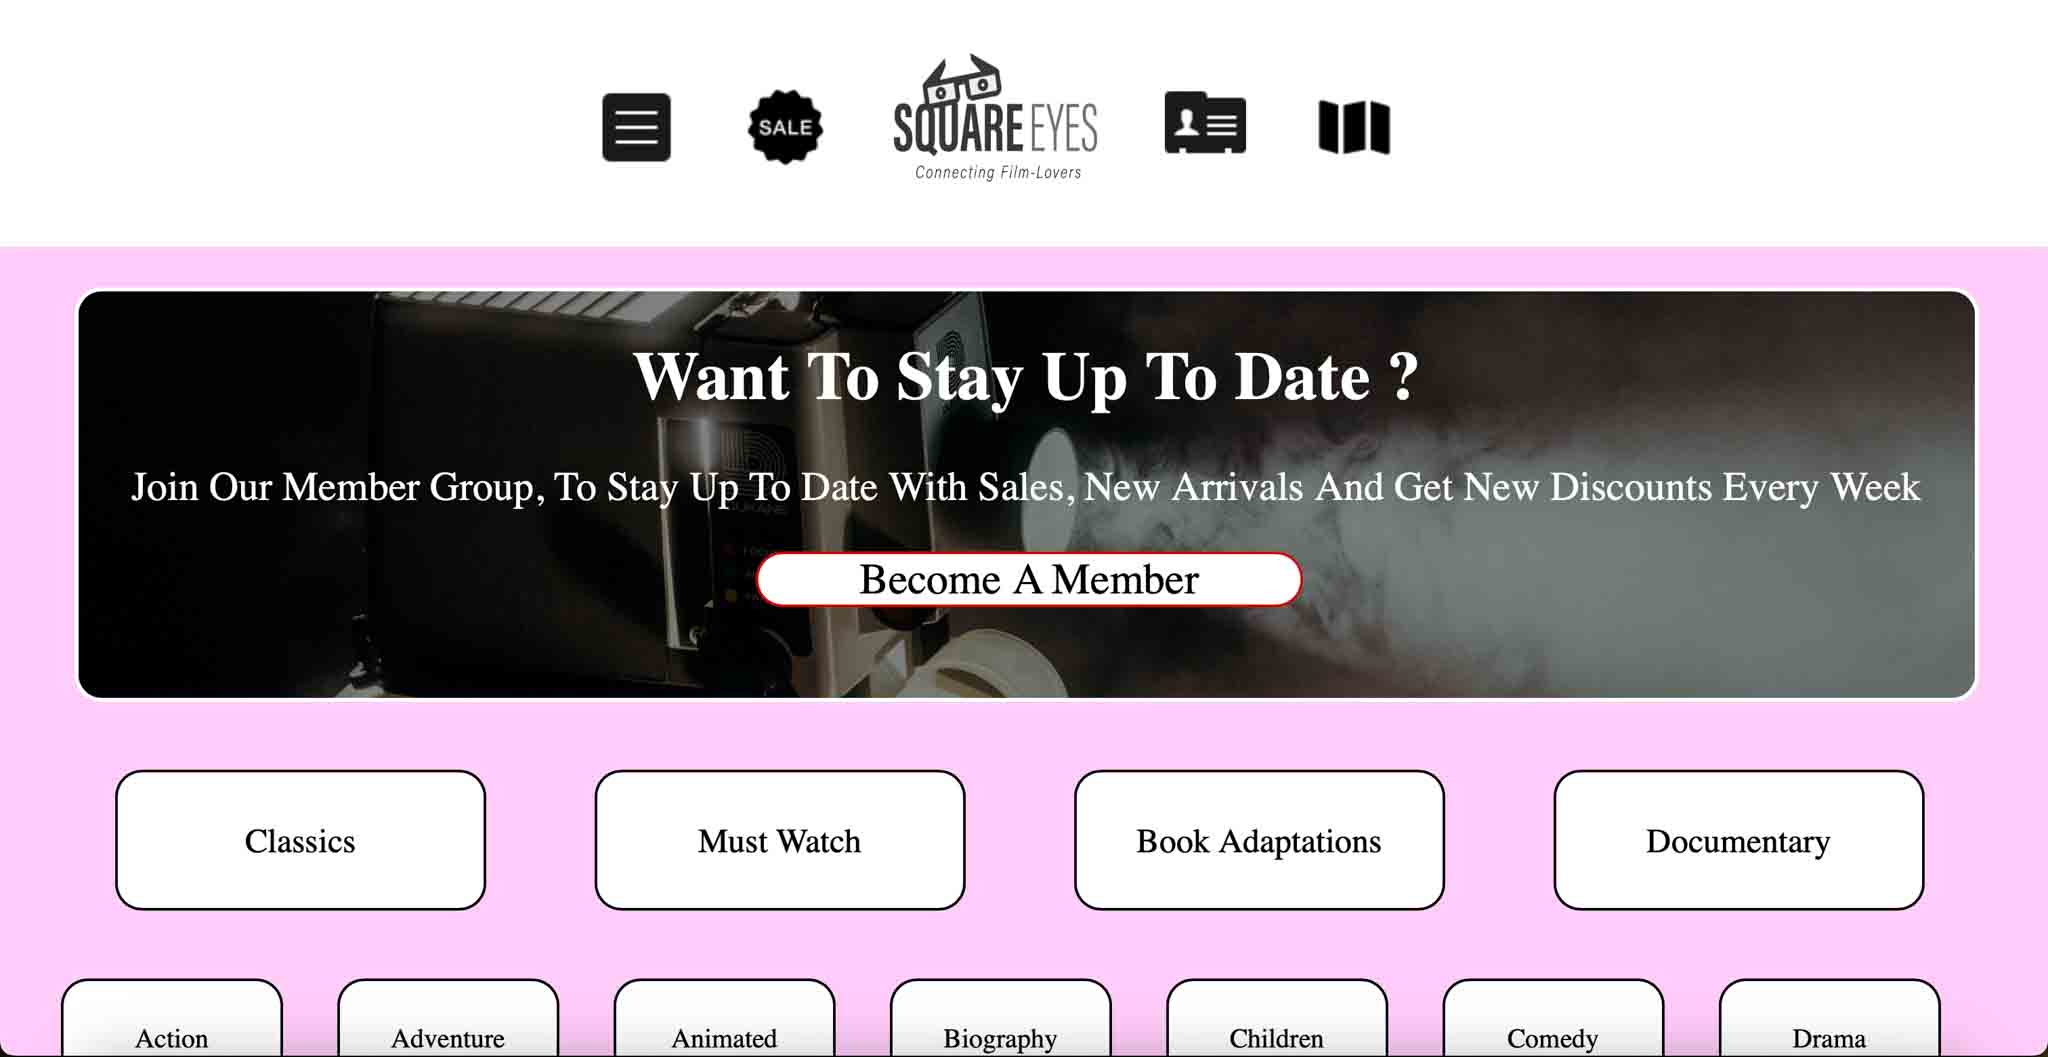 SALE
SQUARE EYES
Connecting Film-Lovers
Want To Stay Up To Date ?
Join Our Member Group, To Stay Up To Date With Sales, New Arrivals And Get New Discounts Every Week
Become A Member
Classics
Must Watch
Book Adaptations
Documentary
Action
Adventure
Animated
Biography
Children
Comedy
Drama